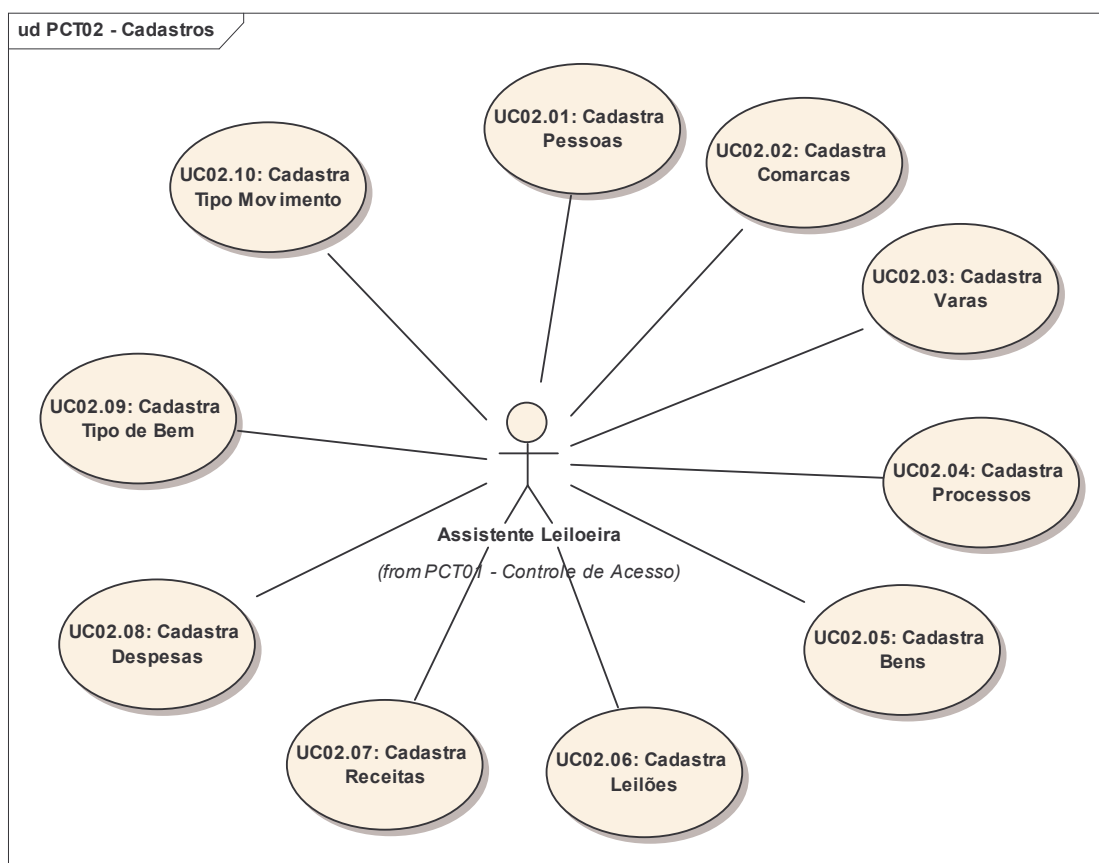 ud PCT02 - Cadastros
UC02.01: Cadastra
Pessoas
UC02.02: Cadastra
Comarcas
UC02.03: Cadastra
Varas
UC02.04: Cadastra
Processos
UC02.05: Cadastra
Bens
UC02.06: Cadastra
Leilões
UC02.07: Cadastra
Receitas
UC02.08: Cadastra
Despesas
UC02.09: Cadastra
Tipo de Bem
UC02.10: Cadastra
Tipo Movimento
Assistente Leiloeira
(from PCT01 - Controle de Acesso)